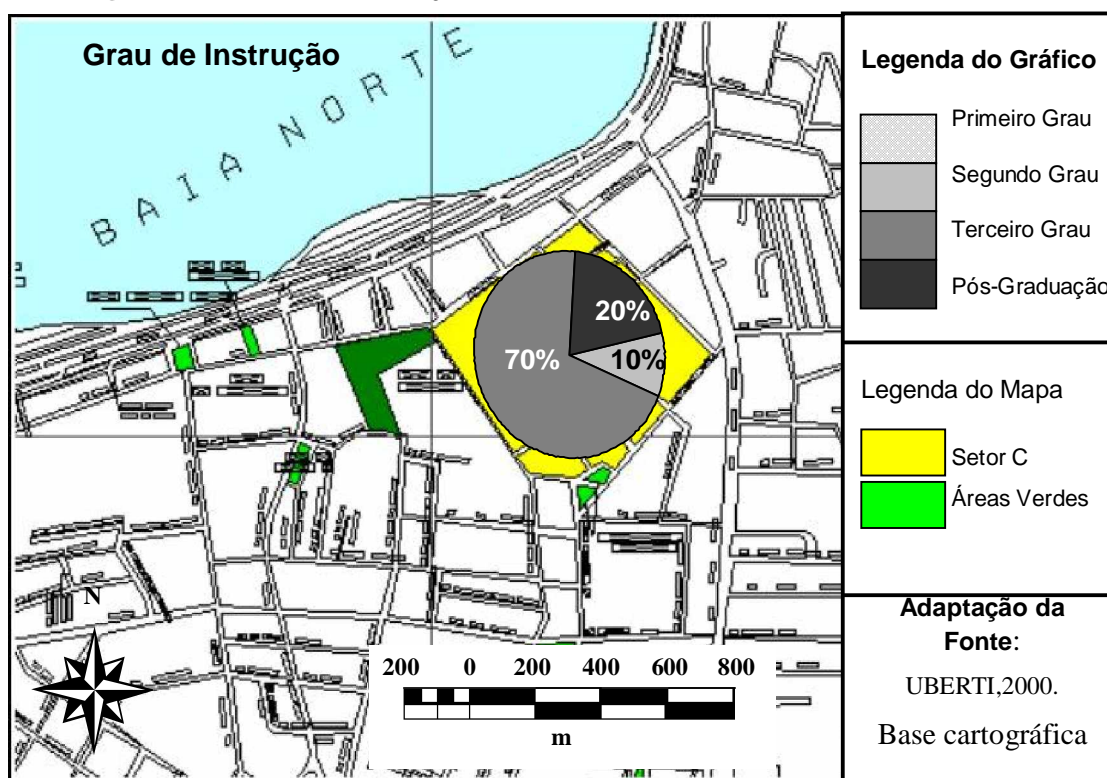 Grau de Instrução
BAIA NORTE
20%
70%
10%
N
200 0 200 400 600 800
m
Legenda do Gráfico
Primeiro Grau
Segundo Grau
Terceiro Grau
Pós-Graduação
Legenda do Mapa
Setor C
Áreas Verdes
Adaptação da
Fonte:
UBERTI,2000.
Base cartográfica